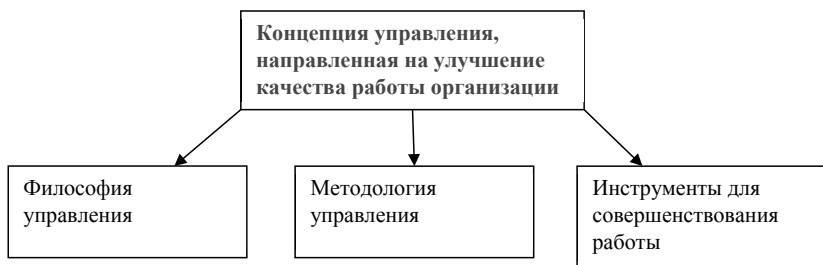 Концепция управления,
направленная на улучшение
качества работы организации
Философия
управления
Методология
управления
Инструменты для
совершенствования
работы